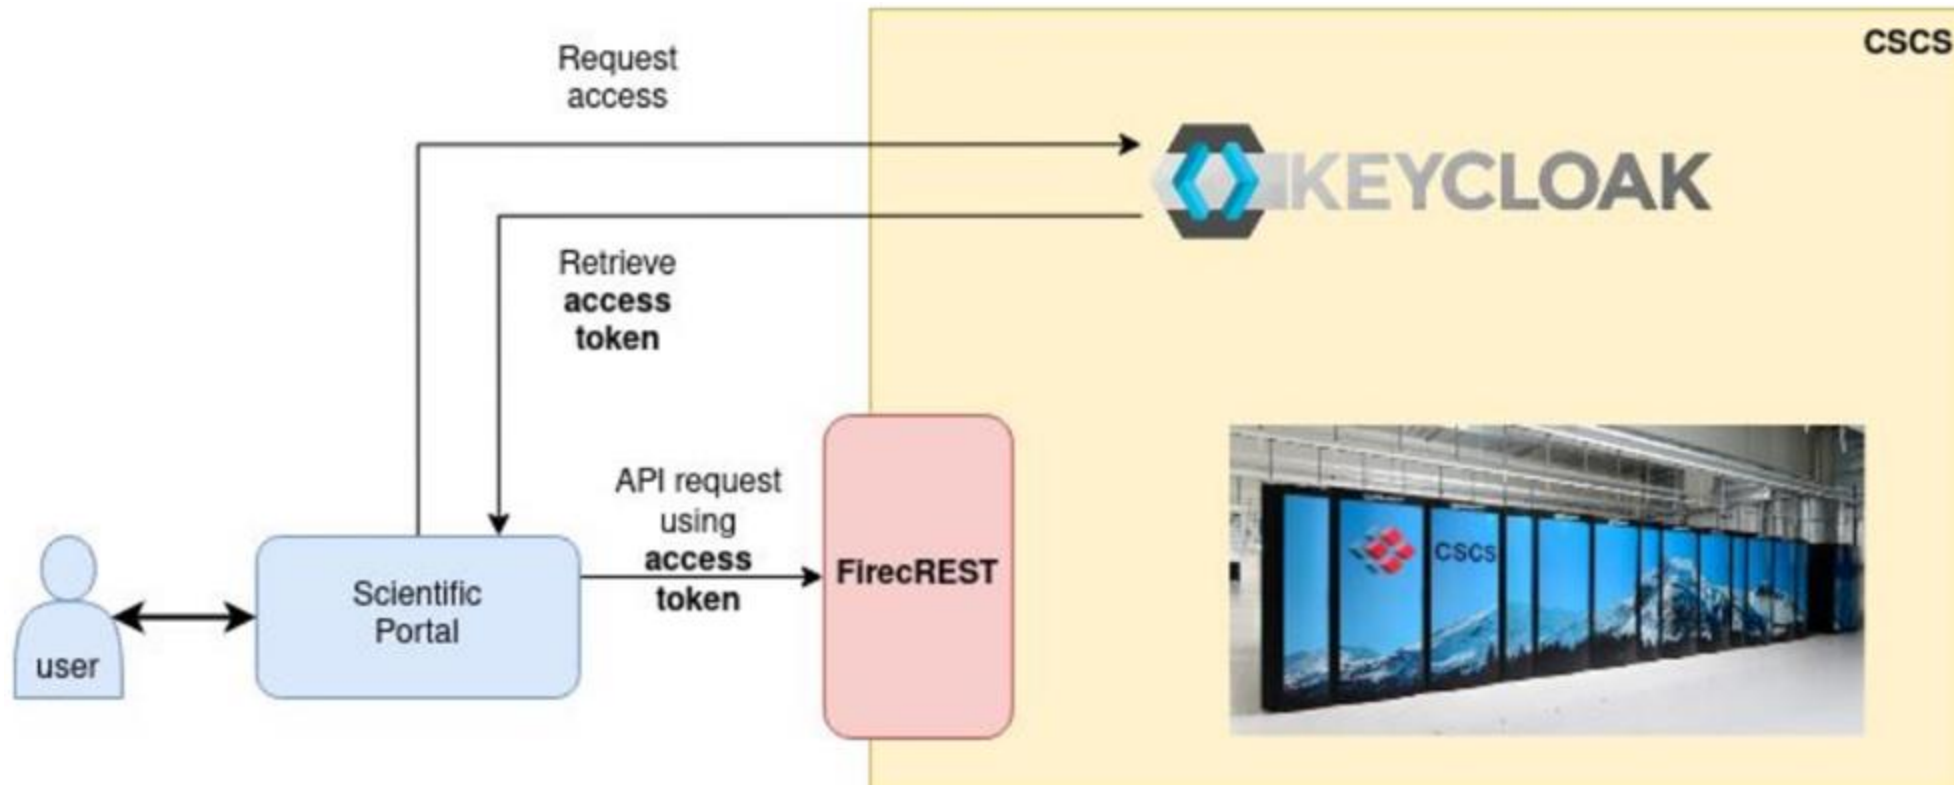 CSCS
Request
access
KEYCLOAK
Retrieve
access
token
API request
using
access
token
FirecREST
CSCS
Scientific
Portal
user